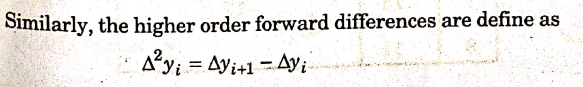 Similarly, the higher order forward differences are define as
Δ²yᵢ = Δyᵢ₊₁ − Δyᵢ